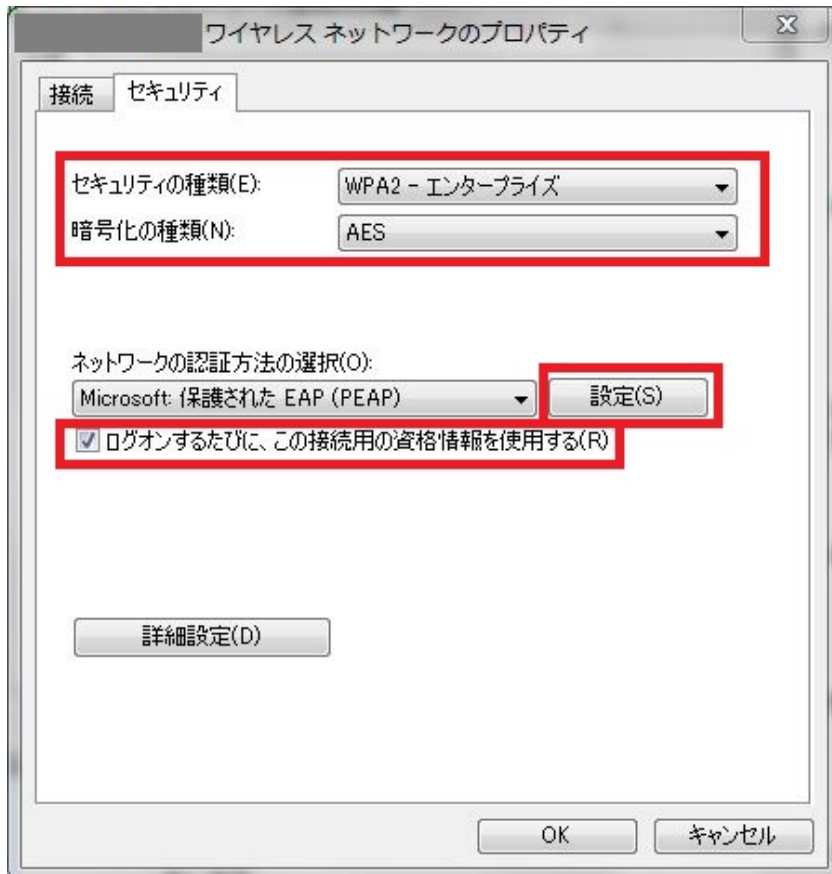 ワイヤレス ネットワークのプロパティ
接続 セキュリティ
セキュリティの種類(E): WPA2 - エンタープライズ
暗号化の種類(N): AES
ネットワークの認証方法の選択(O):
Microsoft: 保護された EAP (PEAP) 設定(S)
ログオンするたびに、この接続用の資格情報を使用する(R)
詳細設定(D)
OK キャンセル